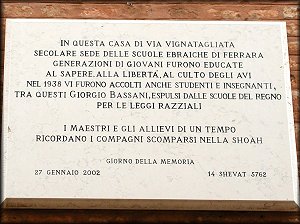 IN QUESTA CASA DI VIA VIGNATAGLIATA
SECOLARE SEDE DELLE SCUOLE EBRAICHE DI FERRARA
GENERAZIONI DI GIOVANI FURONO EDUCATE
AL SAPERE, ALLA LIBERTÀ, AL CULTO DEGLI AVI
NEL 1938 VI FURONO ACCOLTI ANCHE STUDENTI E INSEGNANTI,
TRA QUESTI GIORGIO BASSANI, ESPULSI DALLE SCUOLE DEL REGNO
PER LE LEGGI RAZZIALI
I MAESTRI E GLI ALLIEVI DI UN TEMPO
RICORDANO I COMPAGNI SCOMPARSI NELLA SHOAH
GIORNO DELLA MEMORIA
27 GENNAIO 2002 14 SHEVAT 5762